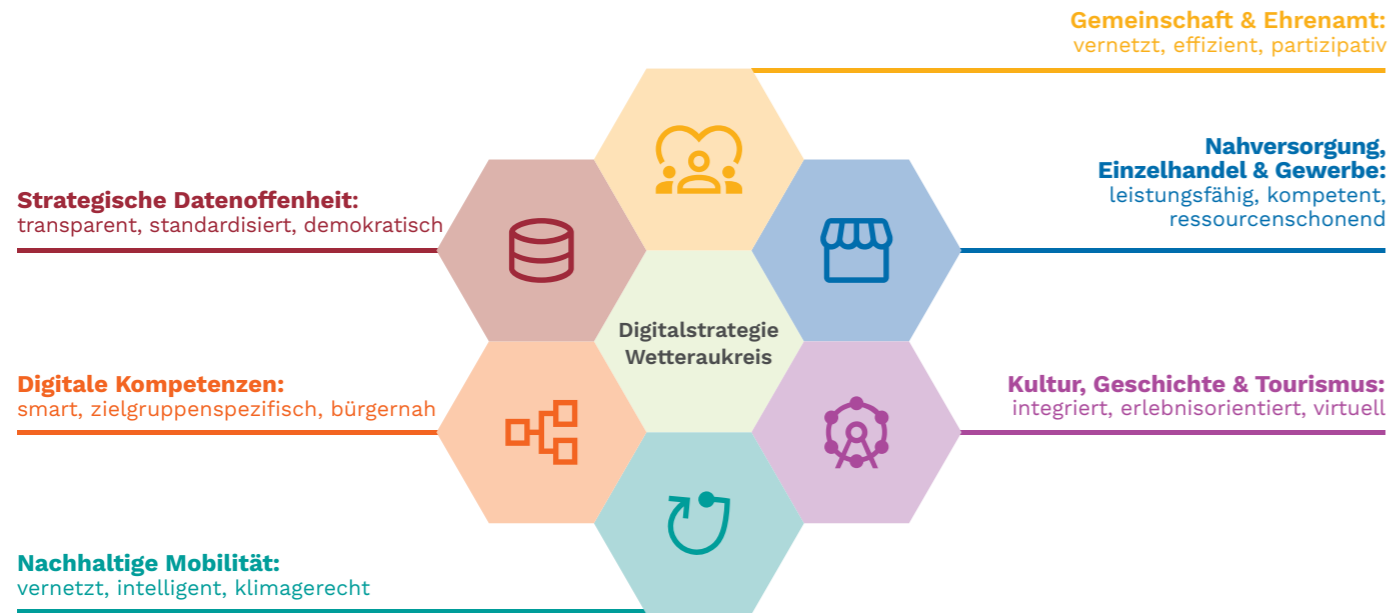 Gemeinschaft & Ehrenamt:
vernetzt, effizient, partizipativ
Nahversorgung,
Einzelhandel & Gewerbe:
leistungsfähig, kompetent,
ressourcenschonend
Strategische Datenoffenheit:
transparent, standardisiert, demokratisch
Digitalstrategie
Wetteraukreis
Digitale Kompetenzen:
smart, zielgruppenspezifisch, bürgernah
Kultur, Geschichte & Tourismus:
integriert, erlebnisorientiert, virtuell
Nachhaltige Mobilität:
vernetzt, intelligent, klimagerecht